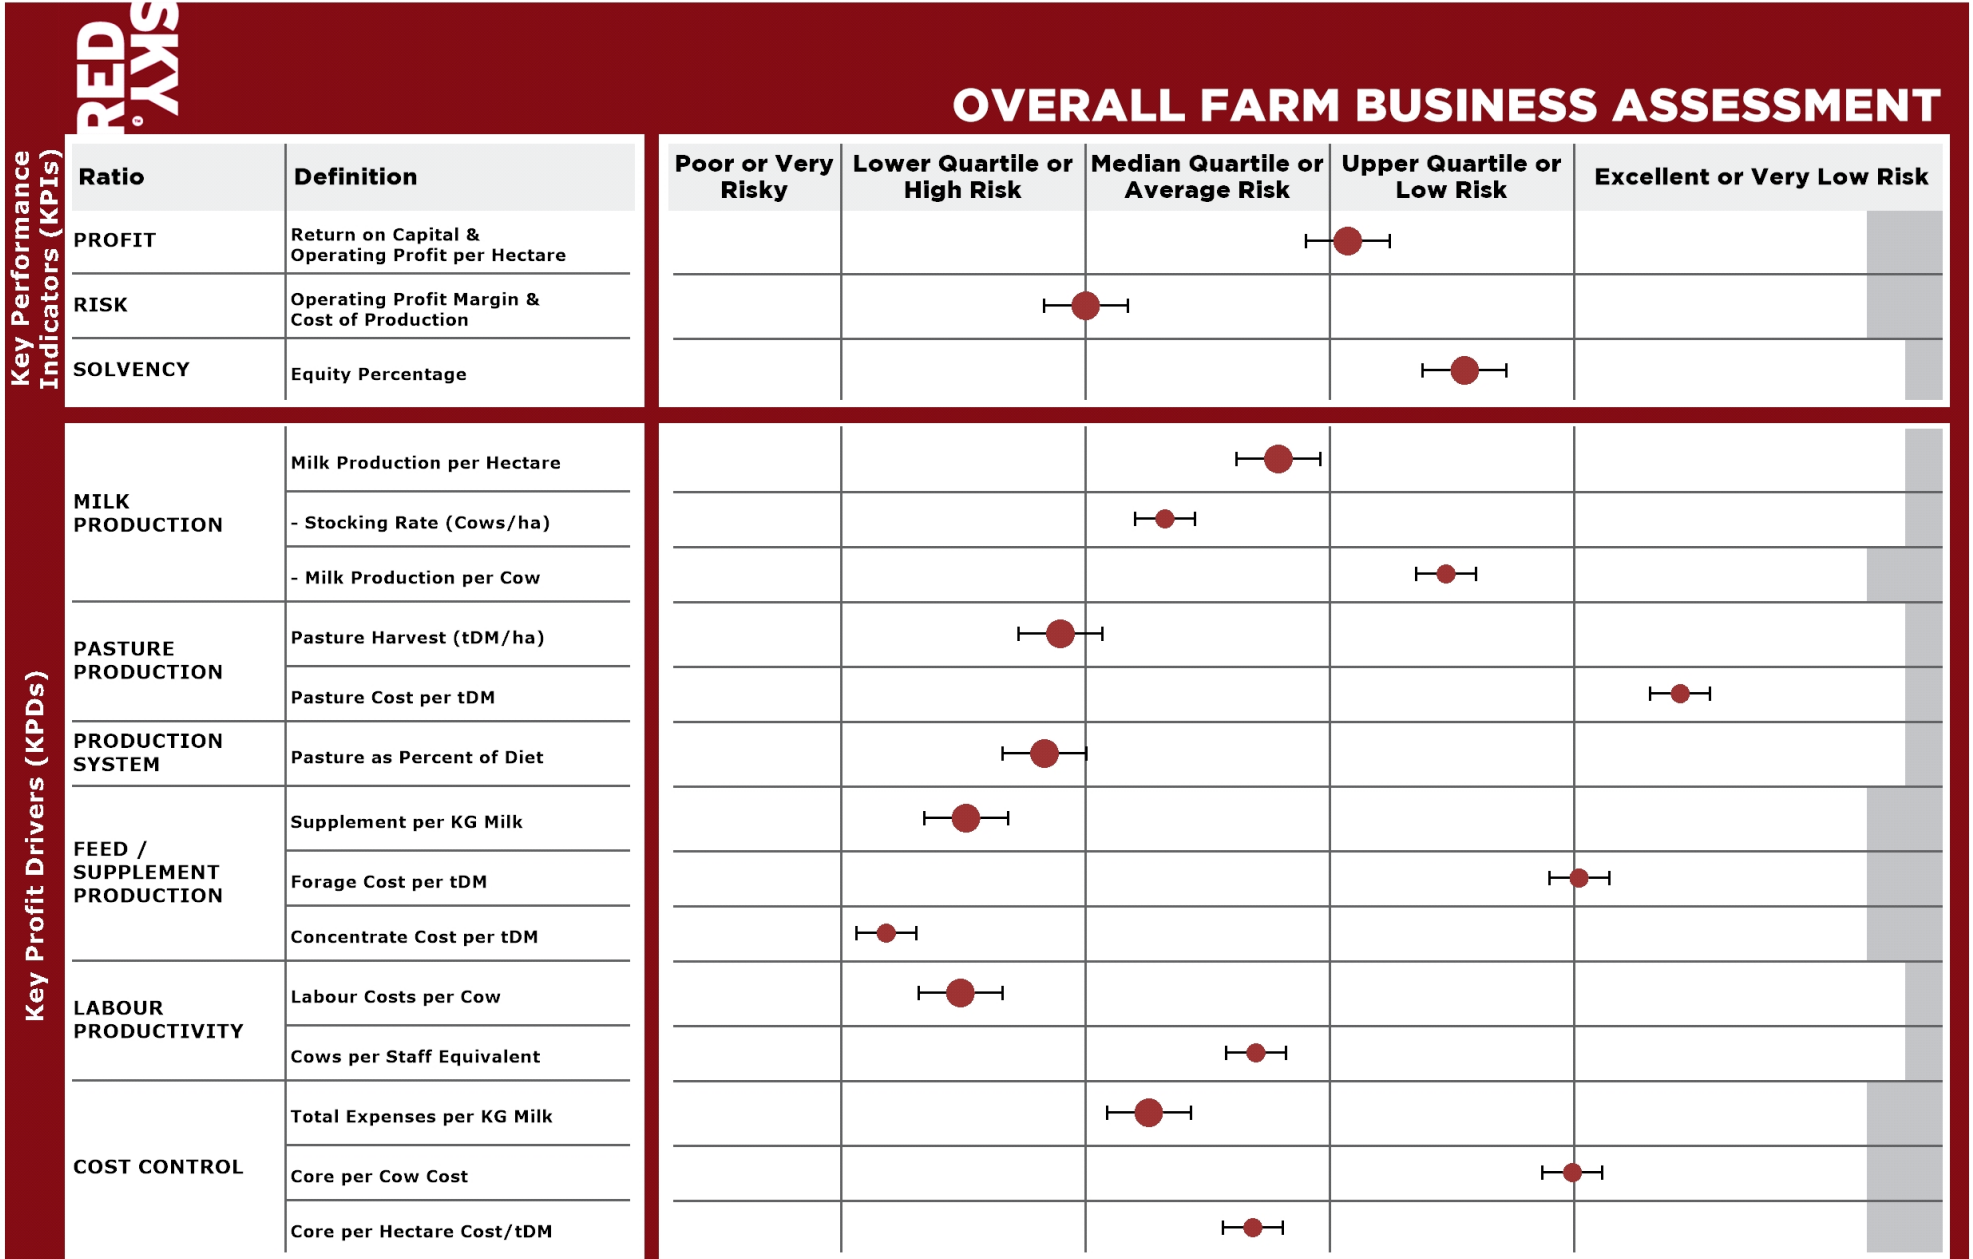 RED
SKY
™
OVERALL FARM BUSINESS ASSESSMENT
Key Performance
Indicators (KPIs)
Ratio
Definition
Poor or Very
Risky
Lower Quartile or
High Risk
Median Quartile or
Average Risk
Upper Quartile or
Low Risk
Excellent or Very Low Risk
PROFIT
Return on Capital &
Operating Profit per Hectare
RISK
Operating Profit Margin &
Cost of Production
SOLVENCY
Equity Percentage
Key Profit Drivers (KPDs)
MILK
PRODUCTION
Milk Production per Hectare
- Stocking Rate (Cows/ha)
- Milk Production per Cow
PASTURE
PRODUCTION
Pasture Harvest (tDM/ha)
Pasture Cost per tDM
PRODUCTION
SYSTEM
Pasture as Percent of Diet
FEED /
SUPPLEMENT
PRODUCTION
Supplement per KG Milk
Forage Cost per tDM
Concentrate Cost per tDM
LABOUR
PRODUCTIVITY
Labour Costs per Cow
Cows per Staff Equivalent
COST CONTROL
Total Expenses per KG Milk
Core per Cow Cost
Core per Hectare Cost/tDM